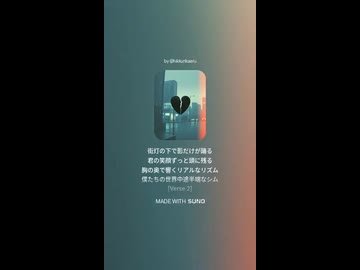 街灯の下で影だけが踊る
君の笑顔ずっと頭に残る
胸の奥で響くリアルなリズム
僕たちの世界中途半端なシム
[Verse 2]
MADE WITH SUNO